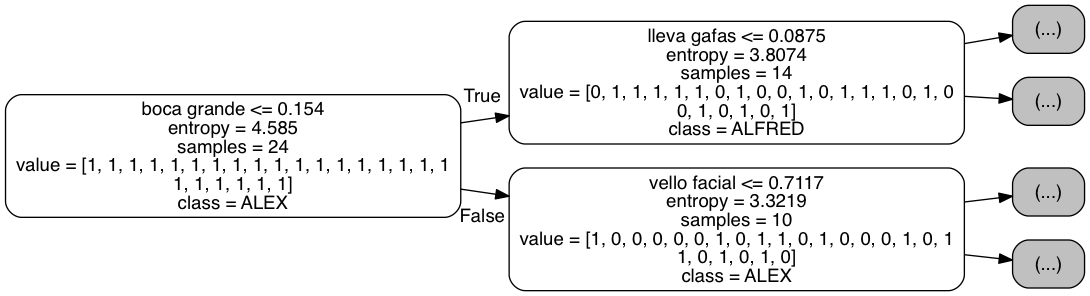 boca grande <= 0.154
entropy = 4.585
samples = 24
value = [1, 1, 1, 1, 1, 1, 1, 1, 1, 1, 1, 1, 1, 1, 1, 1, 1, 1
1, 1, 1, 1, 1, 1]
class = ALEX
True
False
lleva gafas <= 0.0875
entropy = 3.8074
samples = 14
value = [0, 1, 1, 1, 1, 1, 0, 1, 0, 0, 1, 0, 1, 1, 1, 0, 1, 0
0, 1, 0, 1, 0, 1]
class = ALFRED
vello facial <= 0.7117
entropy = 3.3219
samples = 10
value = [1, 0, 0, 0, 0, 0, 1, 0, 1, 1, 0, 1, 0, 0, 0, 1, 0, 1
1, 0, 1, 0, 1, 0]
class = ALEX
(...)
(...)
(...)
(...)